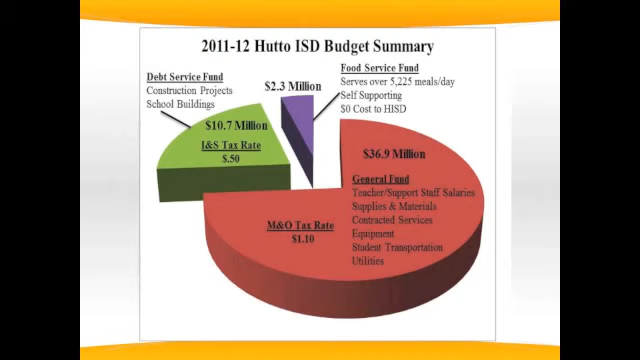 2011-12 Hutto ISD Budget Summary
Debt Service Fund
Construction Projects
School Buildings
$2.3 Million
Food Service Fund
Serves over 5,225 meals/day
Self Supporting
$0 Cost to HISD
$10.7 Million
I&S Tax Rate
$.50
$36.9 Million
General Fund
Teacher/Support Staff Salaries
Supplies & Materials
Contracted Services
Equipment
Student Transportation
Utilities
M&O Tax Rate
$1.10